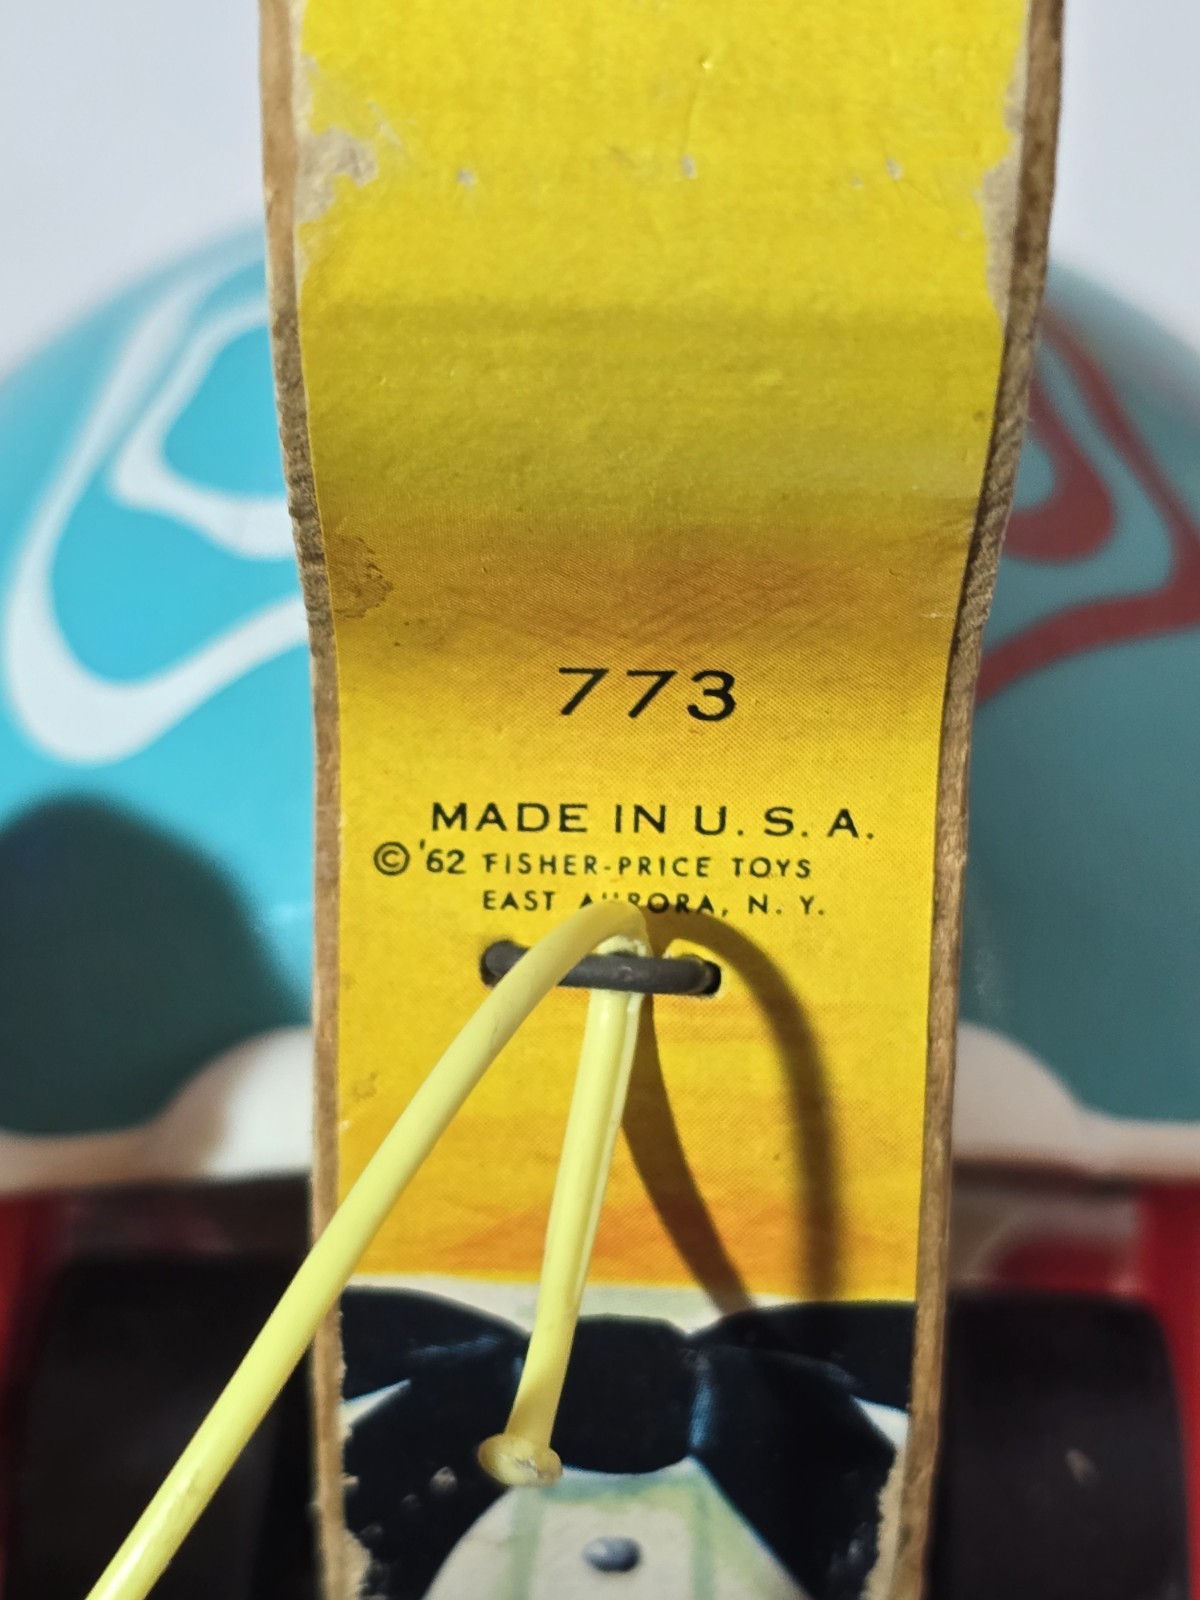 773
MADE IN U. S. A.
© '62 FISHER-PRICE TOYS
EAST AURORA, N. Y.